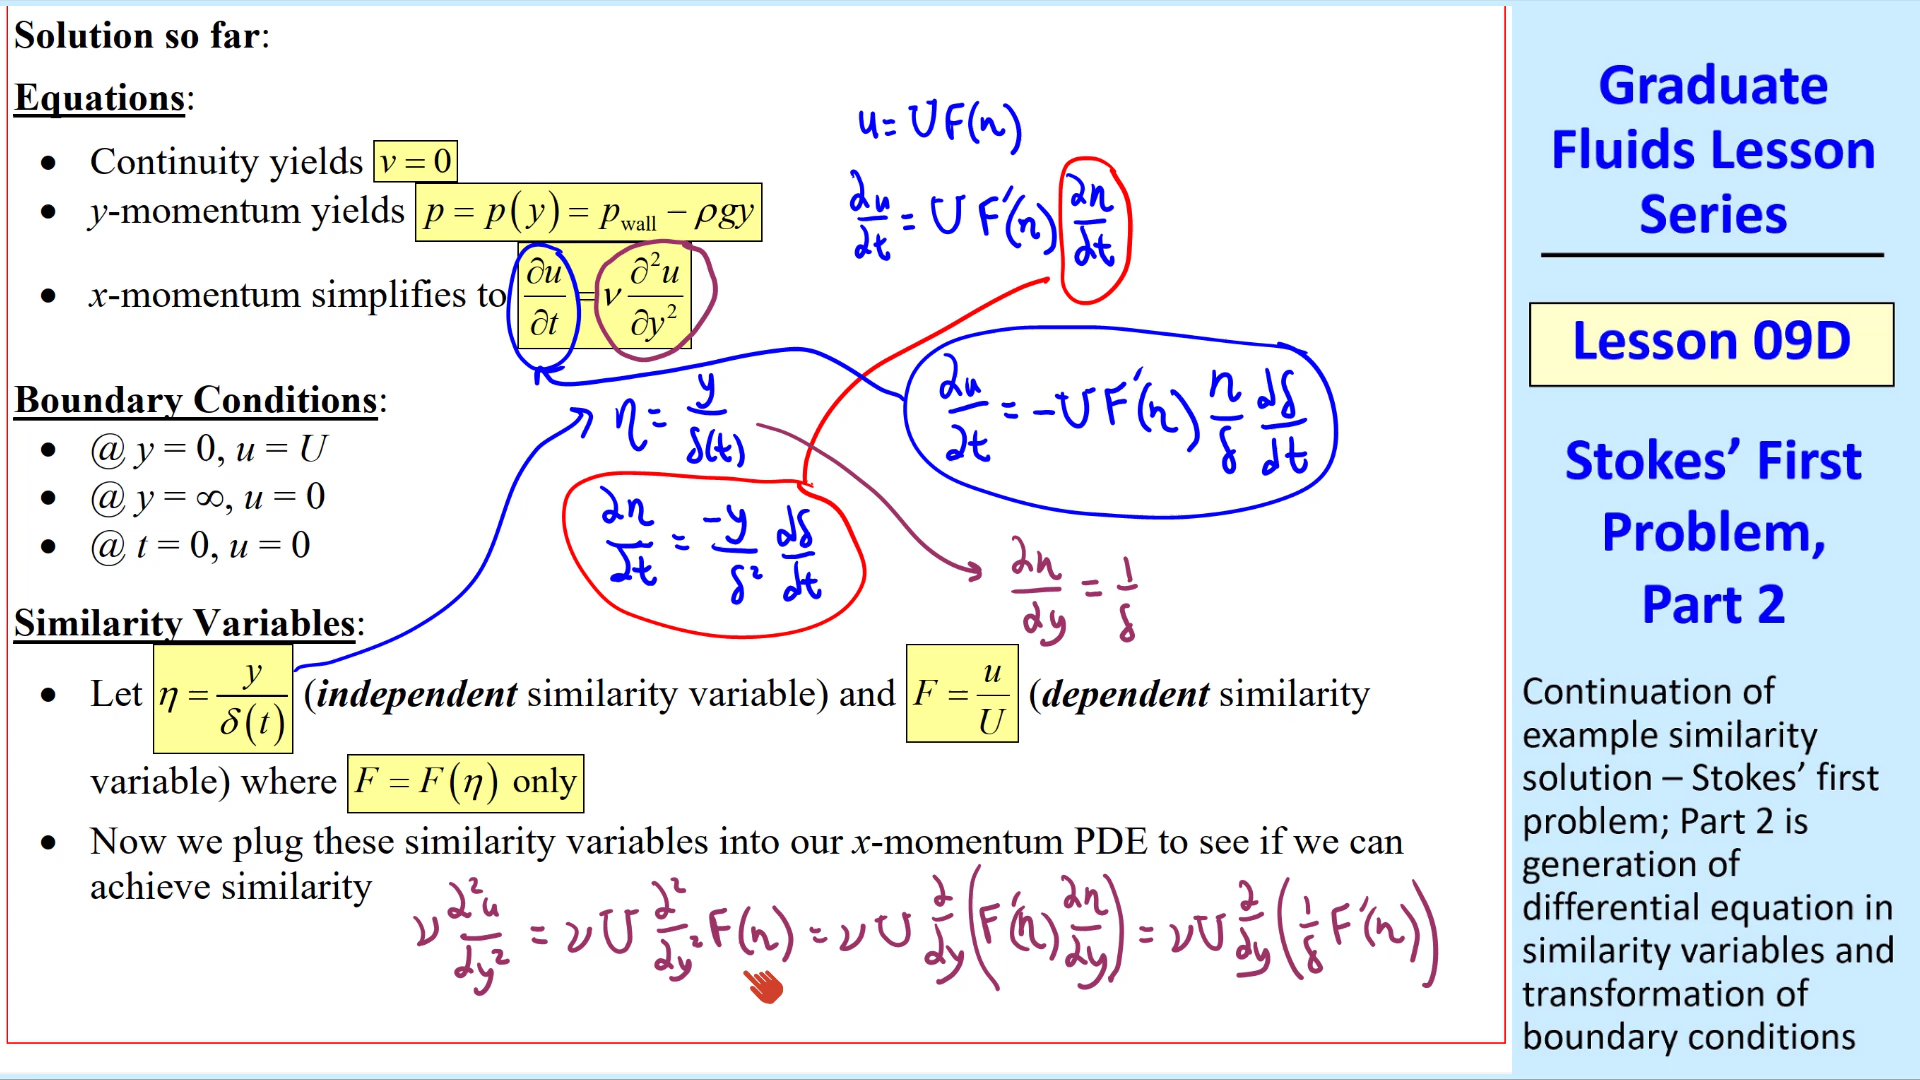 Solution so far:
Equations:
• Continuity yields v = 0
• y-momentum yields p = p(y) = p_wall − ρgy
• x-momentum simplifies to ∂u/∂t = ν ∂²u/∂y²
u = U F(η)
∂u/∂t = U F′(η) ∂η/∂t
∂u/∂t = −U F′(η) η/δ dδ/dt
Boundary Conditions:
• @ y = 0, u = U
• @ y = ∞, u = 0
• @ t = 0, u = 0
η = y/δ(t)
∂η/∂t = −y/δ² dδ/dt
∂η/∂y = 1/δ
Similarity Variables:
• Let η = y/δ(t) (independent similarity variable) and F = u/U (dependent similarity
variable) where F = F(η) only
• Now we plug these similarity variables into our x-momentum PDE to see if we can
achieve similarity
ν ∂²u/∂y² = ν U ∂²/∂y² F(η) = ν U ∂/∂y (F′(η) ∂η/∂y) = ν U ∂/∂y (1/δ F′(η))
Graduate
Fluids Lesson
Series
Lesson 09D
Stokes’ First
Problem,
Part 2
Continuation of
example similarity
solution – Stokes’ first
problem; Part 2 is
generation of
differential equation in
similarity variables and
transformation of
boundary conditions